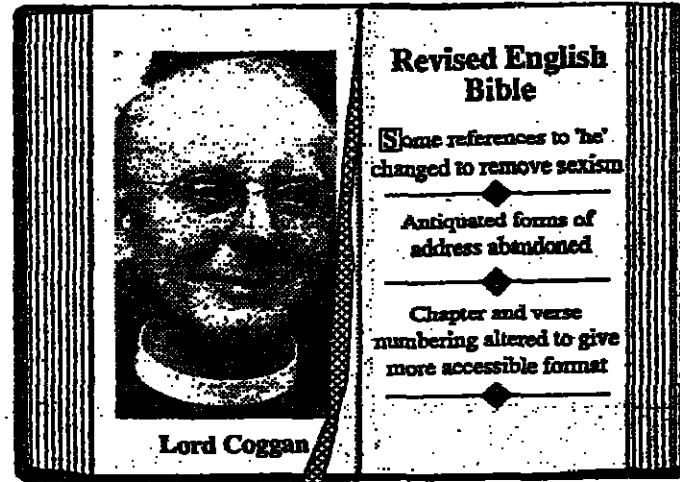 Lord Coggan
Revised English
Bible
Some references to 'he'
changed to remove sexism
Antiquated forms of
address abandoned
Chapter and verse
numbering altered to give
more accessible format